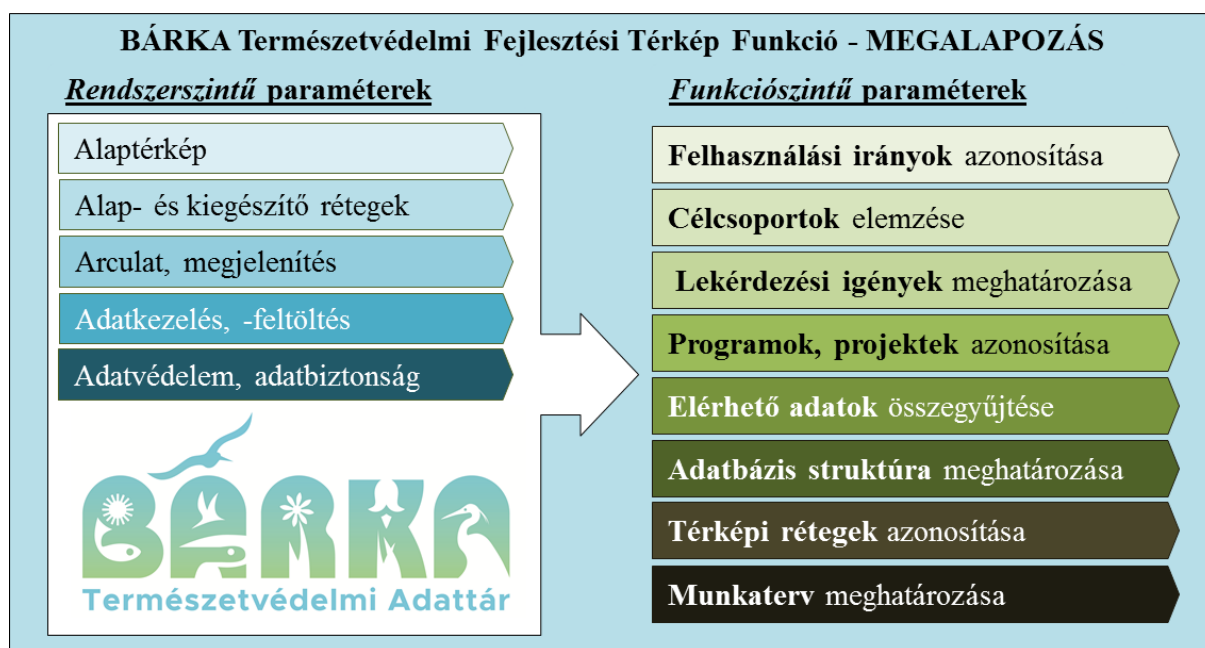 BÁRKA Természetvédelmi Fejlesztési Térkép Funkció - MEGALAPOZÁS
Rendszerszintű paraméterek
Alaptérkép
Alap- és kiegészítő rétegek
Arculat, megjelenítés
Adatkezelés, -feltöltés
Adatvédelem, adatbiztonság
BÁRKA
Természetvédelmi Adattár
Funkciószintű paraméterek
Felhasználási irányok azonosítása
Célcsoportok elemzése
Lekérdezési igények meghatározása
Programok, projektek azonosítása
Elérhető adatok összegyűjtése
Adatbázis struktúra meghatározása
Térképi rétegek azonosítása
Munkaterv meghatározása